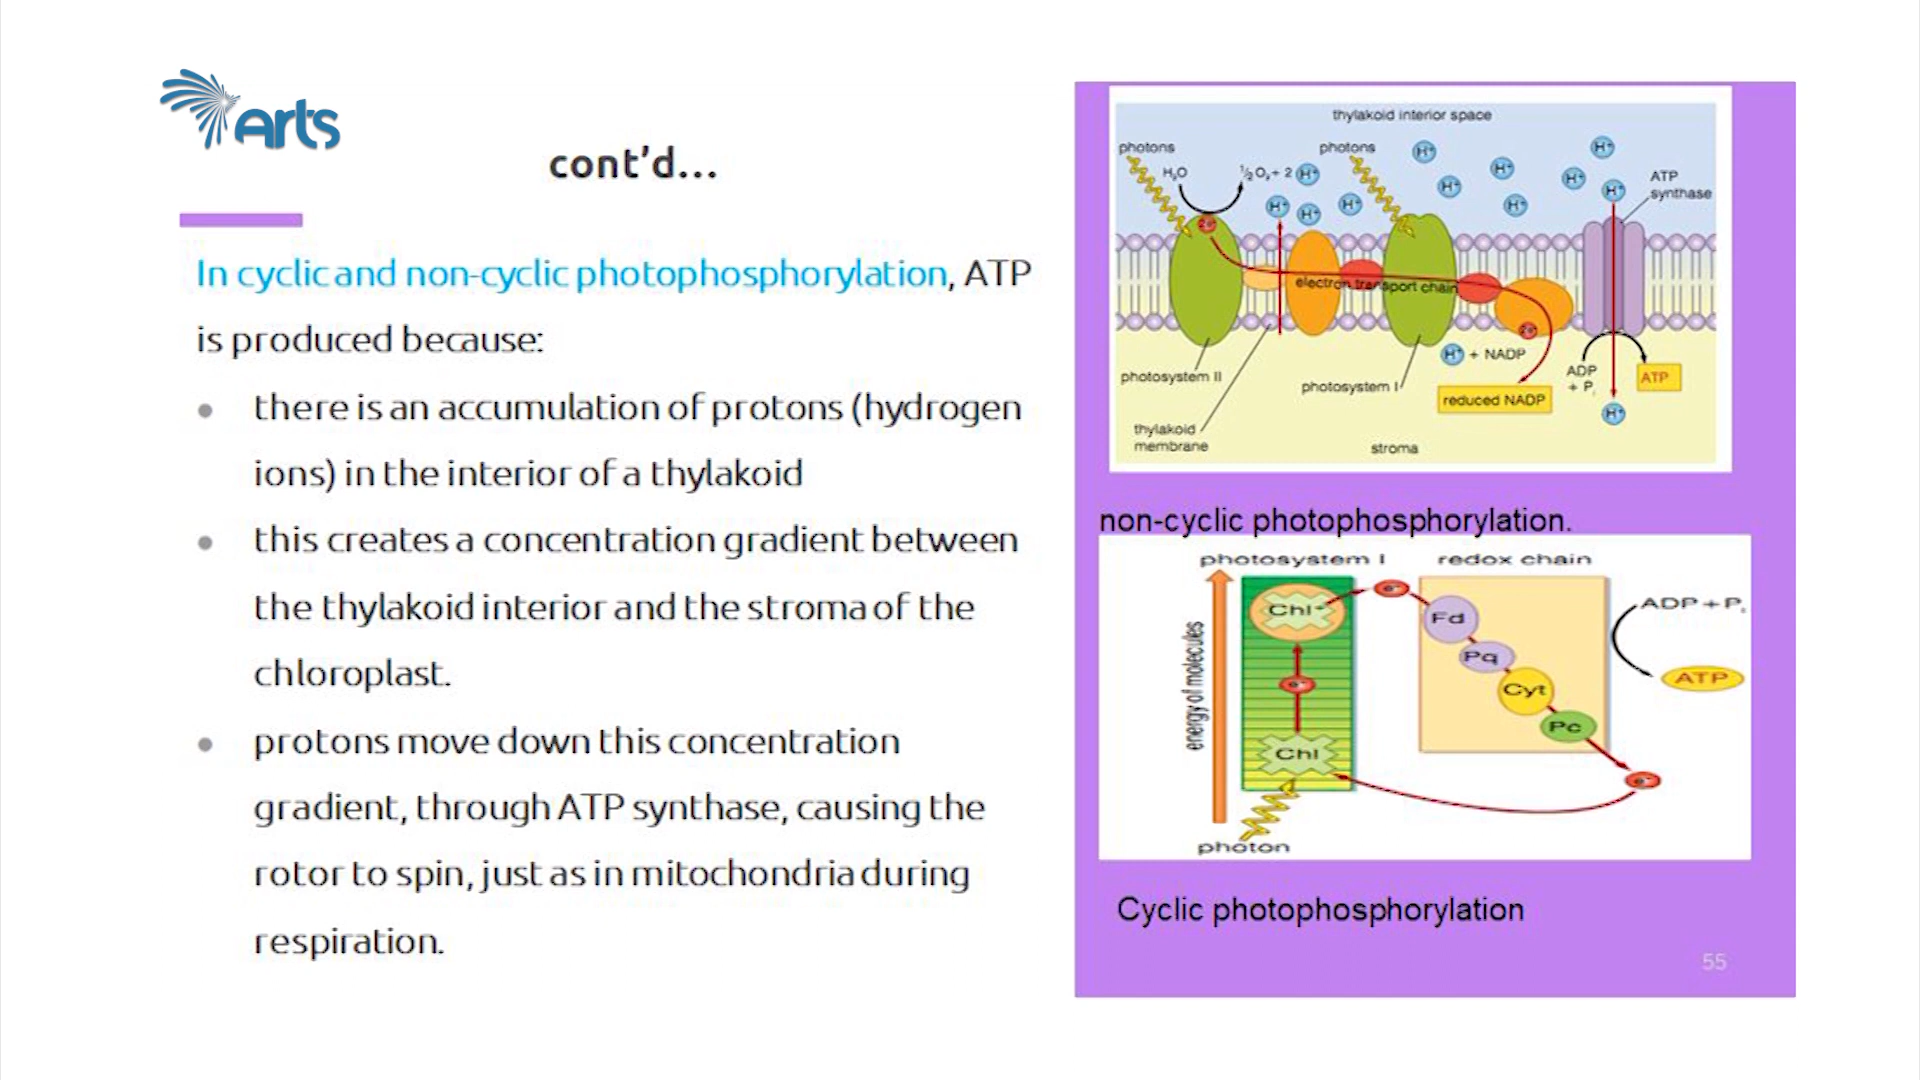 arts
cont'd...
In cyclic and non-cyclic photophosphorylation, ATP
is produced because:
• there is an accumulation of protons (hydrogen
ions) in the interior of a thylakoid
• this creates a concentration gradient between
the thylakoid interior and the stroma of the
chloroplast.
• protons move down this concentration
gradient, through ATP synthase, causing the
rotor to spin, just as in mitochondria during
respiration.
thylakoid interior space
photons
photons
H₂O
½O₂+ 2 H⁺
H⁺
H⁺
H⁺
H⁺
H⁺
H⁺
H⁺
H⁺
H⁺
H⁺
ATP
synthase
2e⁻
electron transport chain
2e⁻
H⁺ + NADP
reduced NADP
ADP
+ Pᵢ
ATP
H⁺
photosystem II
photosystem I
thylakoid
membrane
stroma
non-cyclic photophosphorylation.
photosystem I
redox chain
energy of molecules
Chl⁺
e⁻
e⁻
Chl
Fd
Pq
Cyt
Pc
e⁻
ADP + Pᵢ
ATP
photon
Cyclic photophosphorylation
55